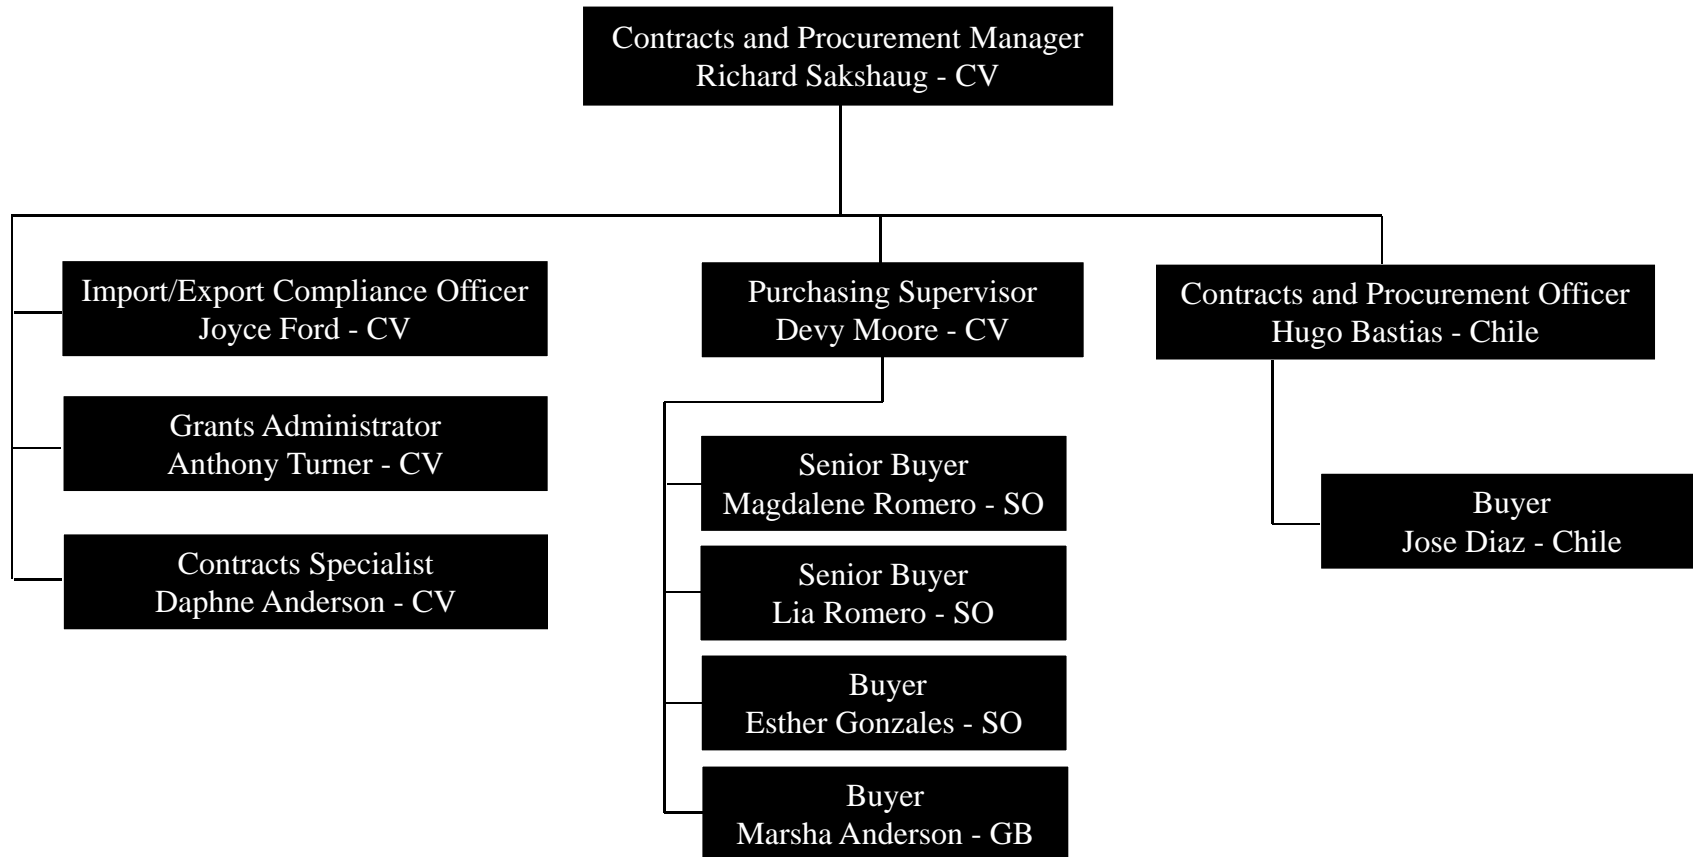 Contracts and Procurement Manager
Richard Sakshaug - CV
Import/Export Compliance Officer
Joyce Ford - CV
Grants Administrator
Anthony Turner - CV
Contracts Specialist
Daphne Anderson - CV
Purchasing Supervisor
Devy Moore - CV
Senior Buyer
Magdalene Romero - SO
Senior Buyer
Lia Romero - SO
Buyer
Esther Gonzales - SO
Buyer
Marsha Anderson - GB
Contracts and Procurement Officer
Hugo Bastias - Chile
Buyer
Jose Diaz - Chile